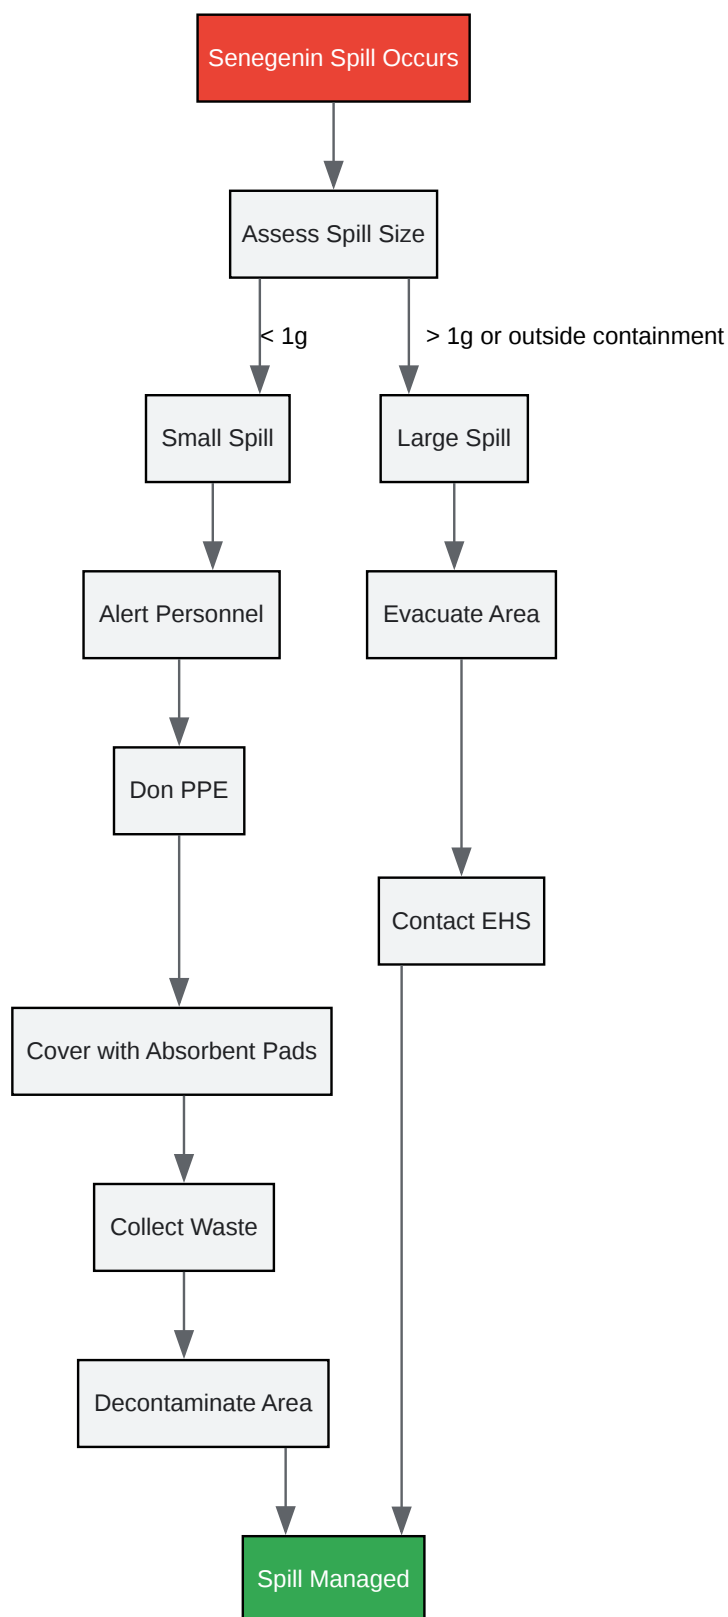 Senegenin Spill Occurs
Assess Spill Size
< 1g
> 1g or outside containment
Small Spill
Large Spill
Alert Personnel
Evacuate Area
Don PPE
Contact EHS
Cover with Absorbent Pads
Collect Waste
Decontaminate Area
Spill Managed